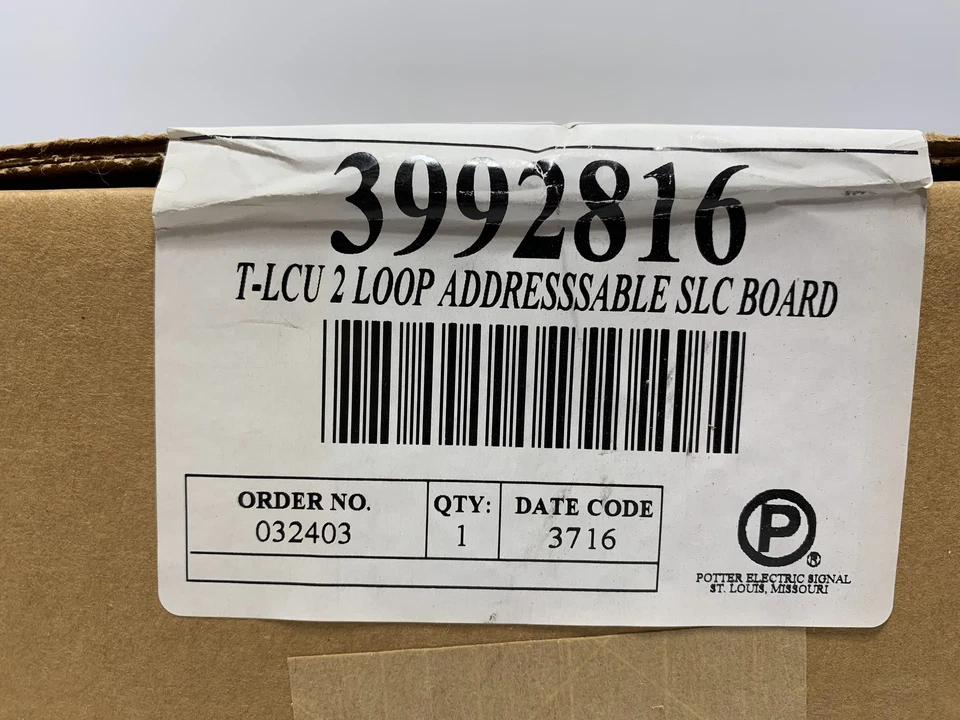 3992816
T-LCU 2 LOOP ADDRESSSABLE SLC BOARD
ORDER NO. QTY: DATE CODE
032403 1 3716
P
®
POTTER ELECTRIC SIGNAL
ST. LOUIS, MISSOURI